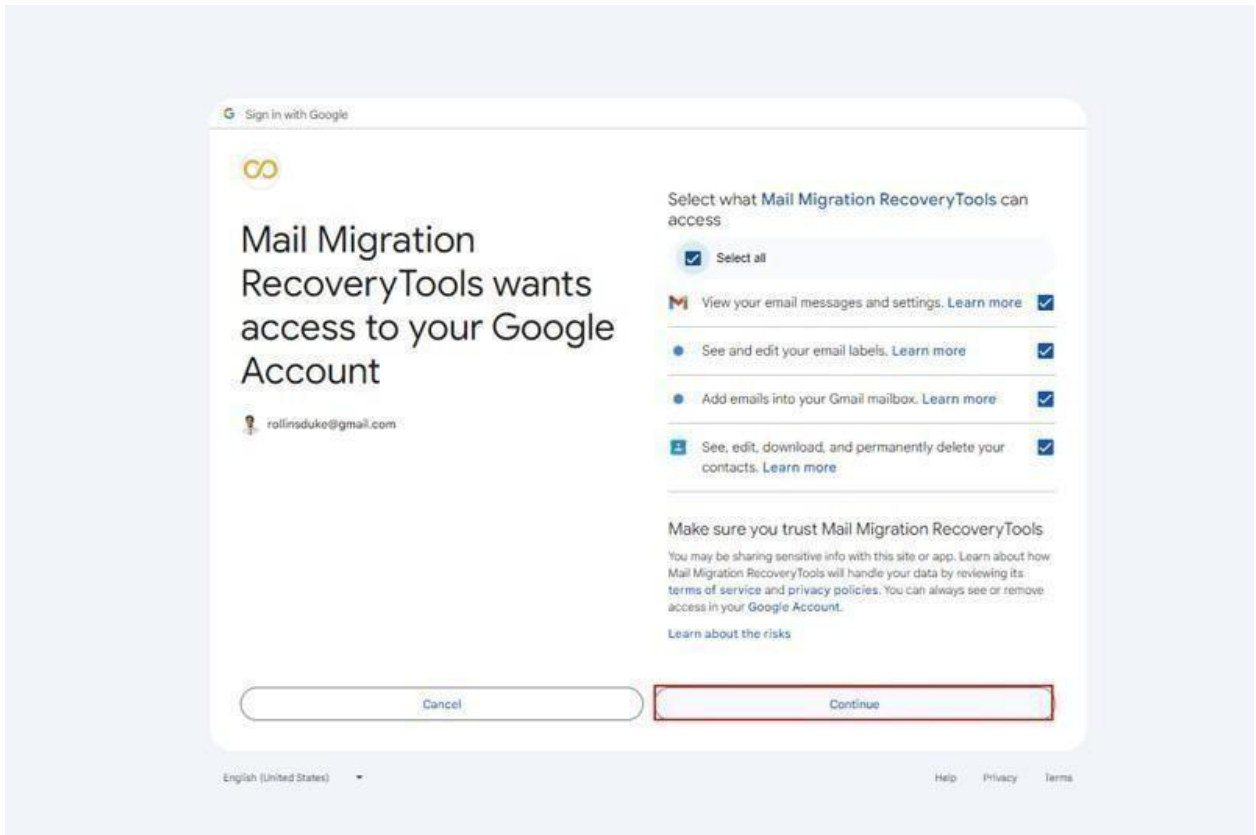 Sign in with Google
Mail Migration
RecoveryTools wants
access to your Google
Account
rollinsduke@gmail.com
Select what Mail Migration RecoveryTools can
access
Select all
View your email messages and settings. Learn more
See and edit your email labels. Learn more
Add emails into your Gmail mailbox. Learn more
See, edit, download, and permanently delete your
contacts. Learn more
Make sure you trust Mail Migration RecoveryTools
You may be sharing sensitive info with this site or app. Learn about how
Mail Migration RecoveryTools will handle your data by reviewing its
terms of service and privacy policies. You can always see or remove
access in your Google Account.
Learn about the risks
Cancel
Continue
English (United States)
Help Privacy Terms